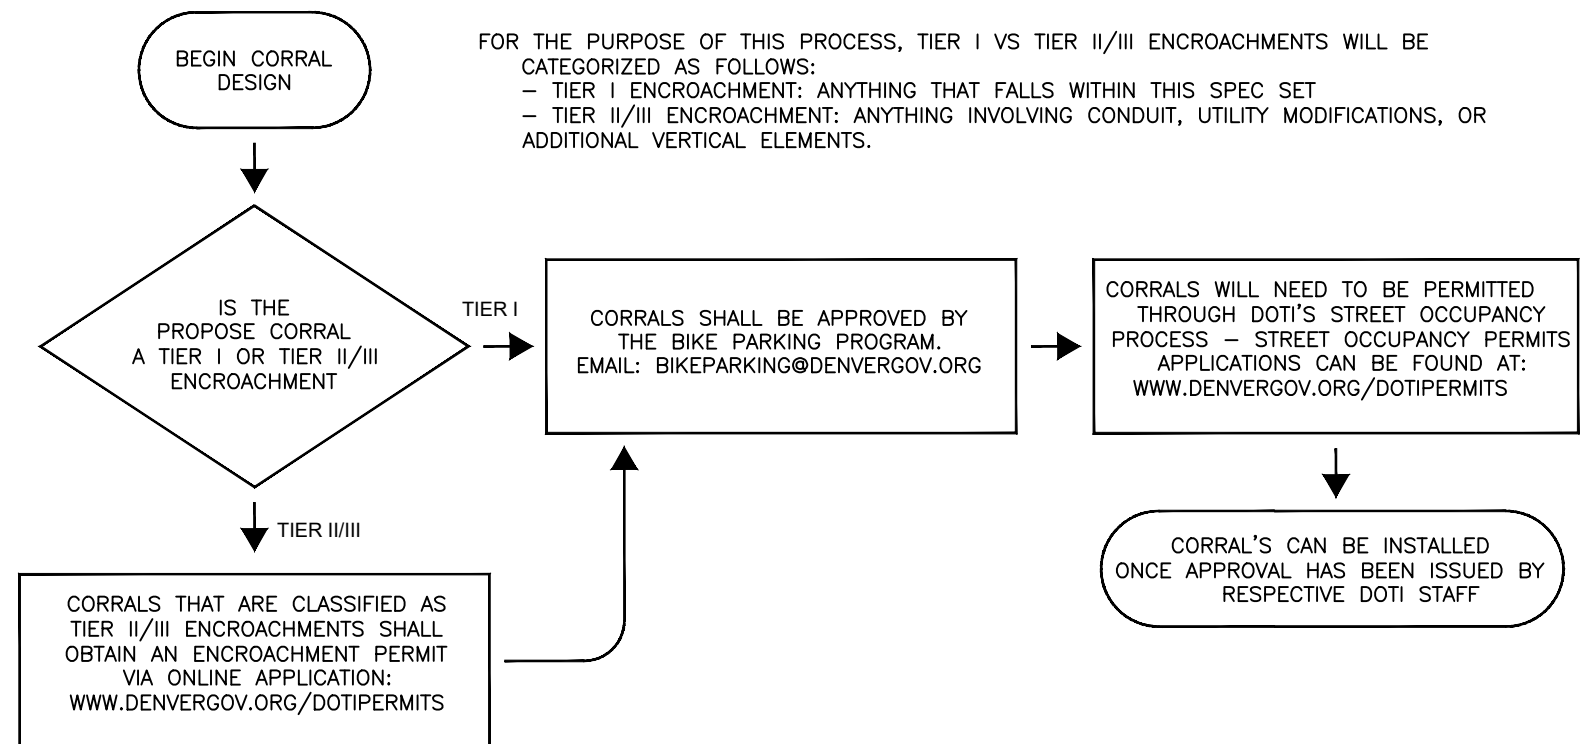 BEGIN CORRAL
DESIGN
FOR THE PURPOSE OF THIS PROCESS, TIER I VS TIER II/III ENCROACHMENTS WILL BE
CATEGORIZED AS FOLLOWS:
– TIER I ENCROACHMENT: ANYTHING THAT FALLS WITHIN THIS SPEC SET
– TIER II/III ENCROACHMENT: ANYTHING INVOLVING CONDUIT, UTILITY MODIFICATIONS, OR
ADDITIONAL VERTICAL ELEMENTS.
IS THE
PROPOSE CORRAL
A TIER I OR TIER II/III
ENCROACHMENT
TIER I
CORRALS SHALL BE APPROVED BY
THE BIKE PARKING PROGRAM.
EMAIL: BIKEPARKING@DENVERGOV.ORG
CORRALS WILL NEED TO BE PERMITTED
THROUGH DOTI'S STREET OCCUPANCY
PROCESS – STREET OCCUPANCY PERMITS
APPLICATIONS CAN BE FOUND AT:
WWW.DENVERGOV.ORG/DOTIPERMITS
TIER II/III
CORRALS THAT ARE CLASSIFIED AS
TIER II/III ENCROACHMENTS SHALL
OBTAIN AN ENCROACHMENT PERMIT
VIA ONLINE APPLICATION:
WWW.DENVERGOV.ORG/DOTIPERMITS
CORRAL'S CAN BE INSTALLED
ONCE APPROVAL HAS BEEN ISSUED BY
RESPECTIVE DOTI STAFF